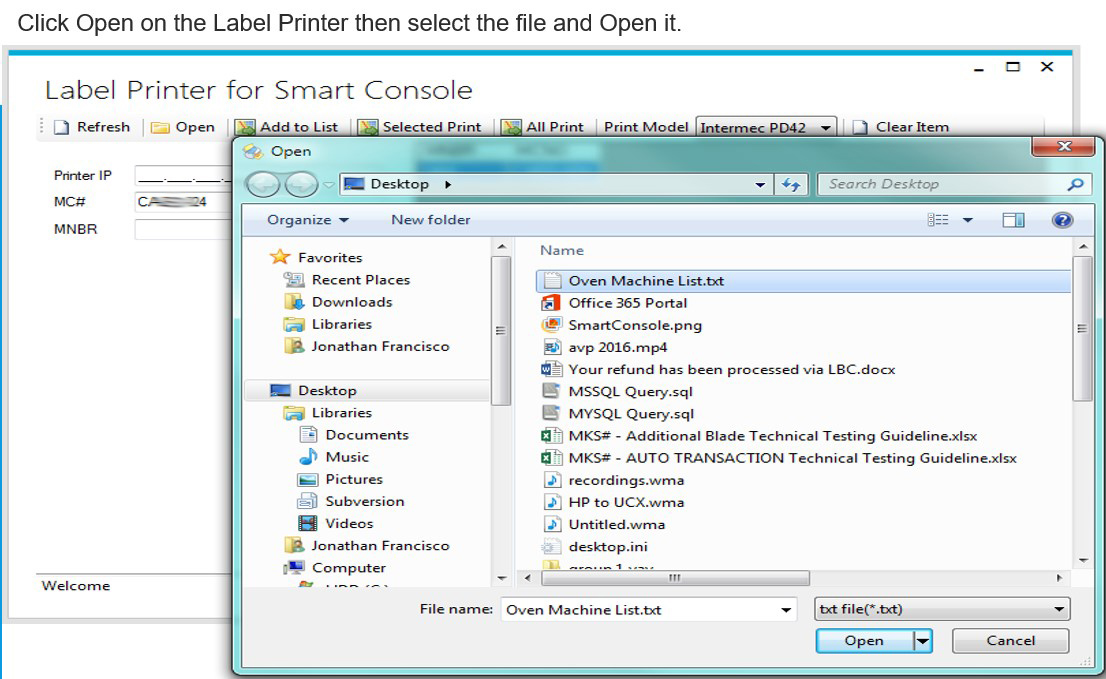 Click Open on the Label Printer then select the file and Open it.
Label Printer for Smart Console
Refresh Open Add to List Selected Print All Print Print Model Intermec PD42 Clear Item
Printer IP
MC# CA 24
MNBR
Welcome
Open
Desktop
Search Desktop
Organize New folder
Favorites
Recent Places
Downloads
Libraries
Jonathan Francisco
Desktop
Libraries
Documents
Music
Pictures
Subversion
Videos
Jonathan Francisco
Computer
Name
Oven Machine List.txt
Office 365 Portal
SmartConsole.png
avp 2016.mp4
Your refund has been processed via LBC.docx
MSSQL Query.sql
MYSQL Query.sql
MKS# - Additional Blade Technical Testing Guideline.xlsx
MKS# - AUTO TRANSACTION Technical Testing Guideline.xlsx
recordings.wma
HP to UCX.wma
Untitled.wma
desktop.ini
File name: Oven Machine List.txt txt file(*.txt)
Open Cancel